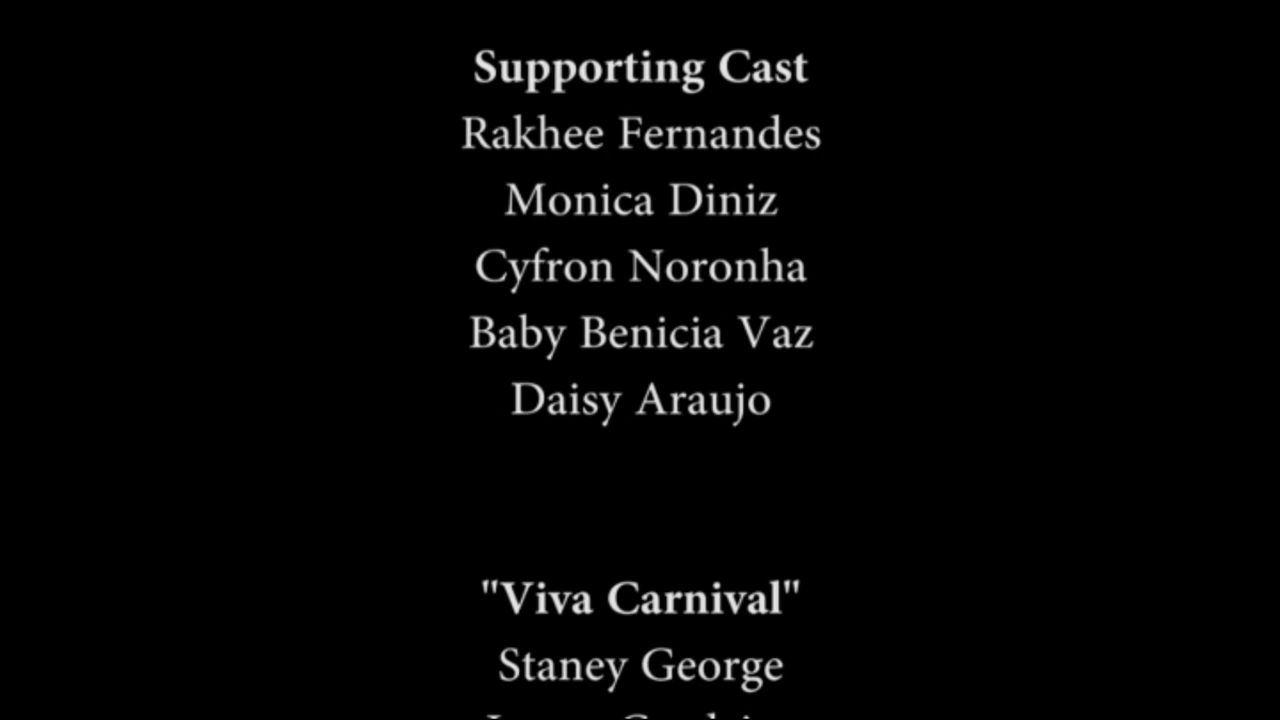 Supporting Cast
Rakhee Fernandes
Monica Diniz
Cyfron Noronha
Baby Benicia Vaz
Daisy Araujo
"Viva Carnival"
Staney George